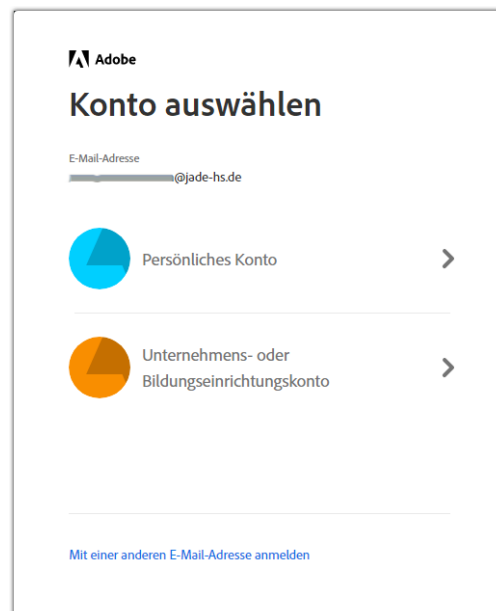 Adobe
Konto auswählen
E-Mail-Adresse
@jade-hs.de
Persönliches Konto
Unternehmens- oder
Bildungseinrichtungskonto
Mit einer anderen E-Mail-Adresse anmelden